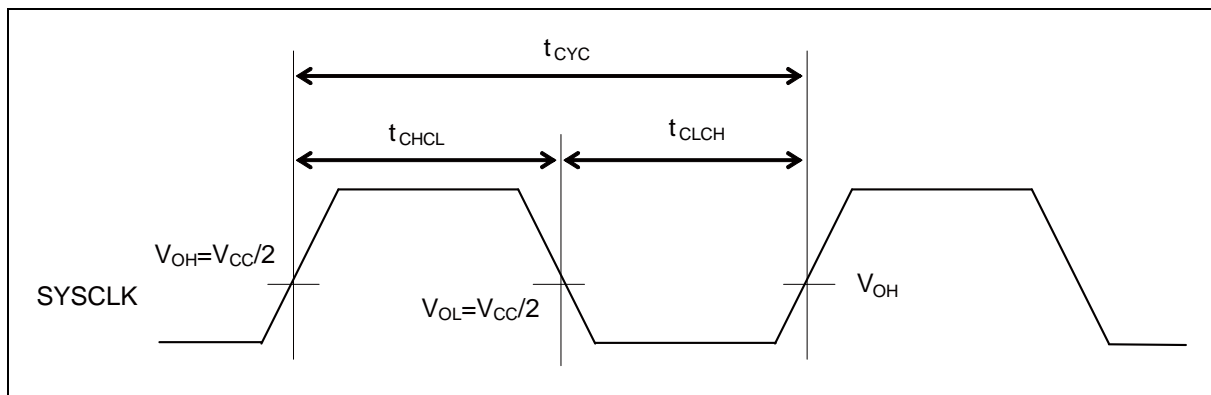 tCYC
tCHCL
tCLCH
VOH=VCC/2
SYSCLK
VOL=VCC/2
VOH